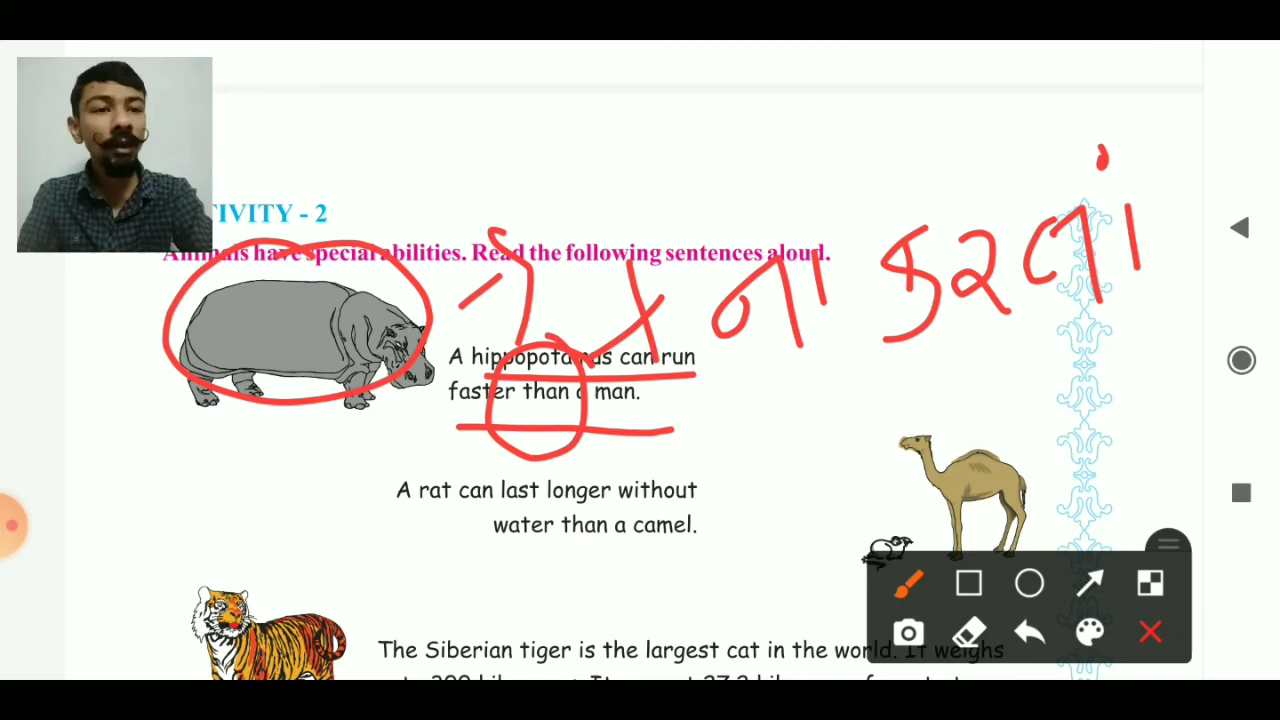 TIVITY - 2
Animals have special abilities. Read the following sentences aloud.
ના કરતાં
A hippopotamus can run
faster than a man.
A rat can last longer without
water than a camel.
The Siberian tiger is the largest cat in the world. It weighs